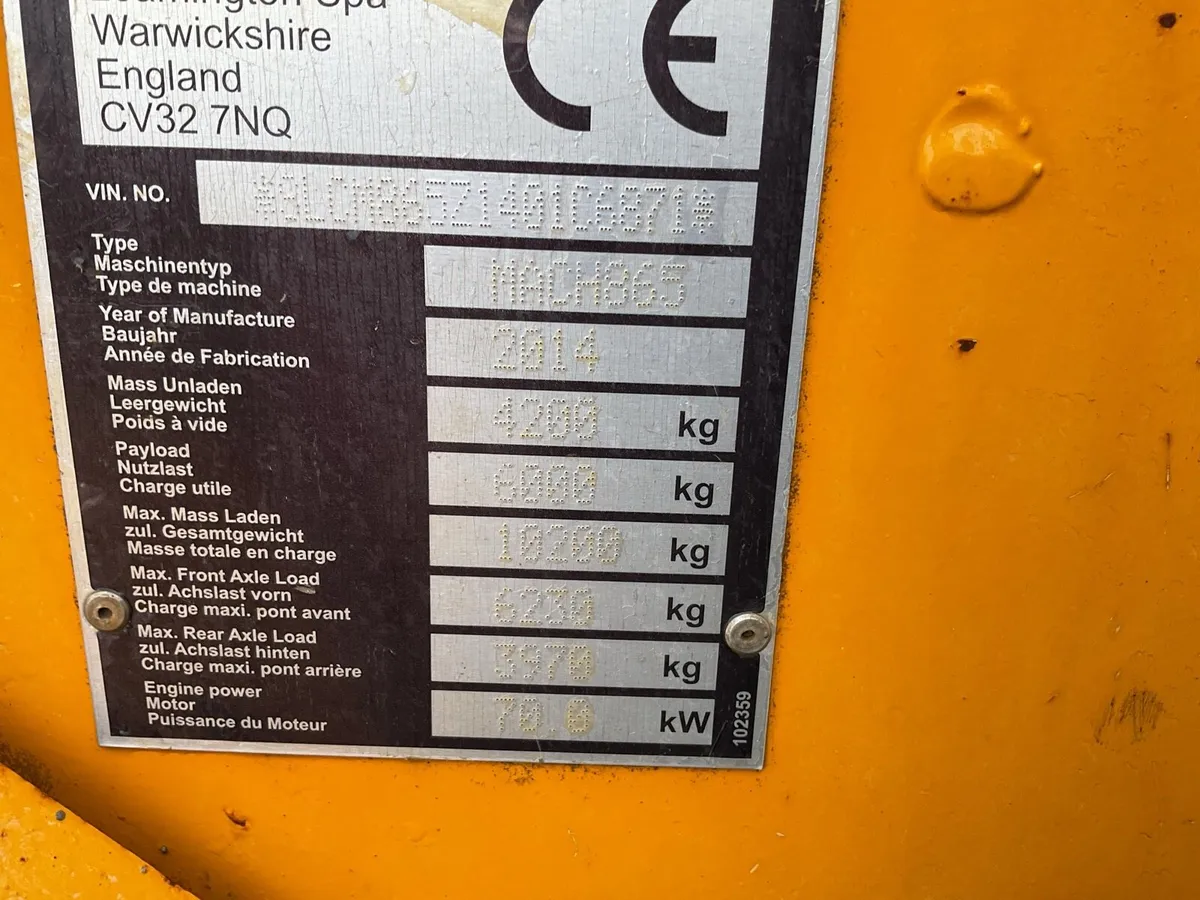 Leamington Spa
Warwickshire
England
CV32 7NQ
CE
VIN. NO. *SLCM865Z1401C6871*
Type
Maschinentyp
Type de machine
MACH865
Year of Manufacture
Baujahr
Année de Fabrication
2014
Mass Unladen
Leergewicht
Poids à vide
4200 kg
Payload
Nutzlast
Charge utile
6000 kg
Max. Mass Laden
zul. Gesamtgewicht
Masse totale en charge
10200 kg
Max. Front Axle Load
zul. Achslast vorn
Charge maxi. pont avant
6230 kg
Max. Rear Axle Load
zul. Achslast hinten
Charge maxi. pont arrière
3970 kg
Engine power
Motor
Puissance du Moteur
kW
102359